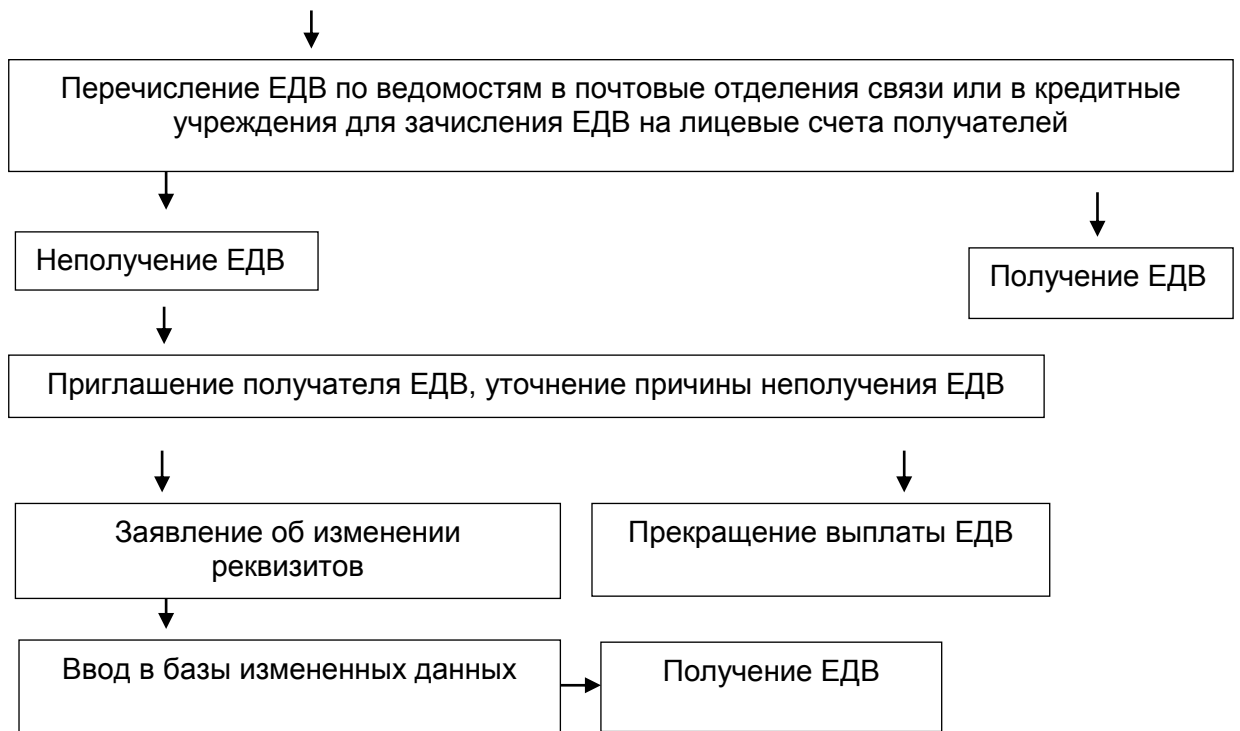 Перечисление ЕДВ по ведомостям в почтовые отделения связи или в кредитные
учреждения для зачисления ЕДВ на лицевые счета получателей
Неполучение ЕДВ
Получение ЕДВ
Приглашение получателя ЕДВ, уточнение причины неполучения ЕДВ
Заявление об изменении
реквизитов
Прекращение выплаты ЕДВ
Ввод в базы измененных данных
Получение ЕДВ